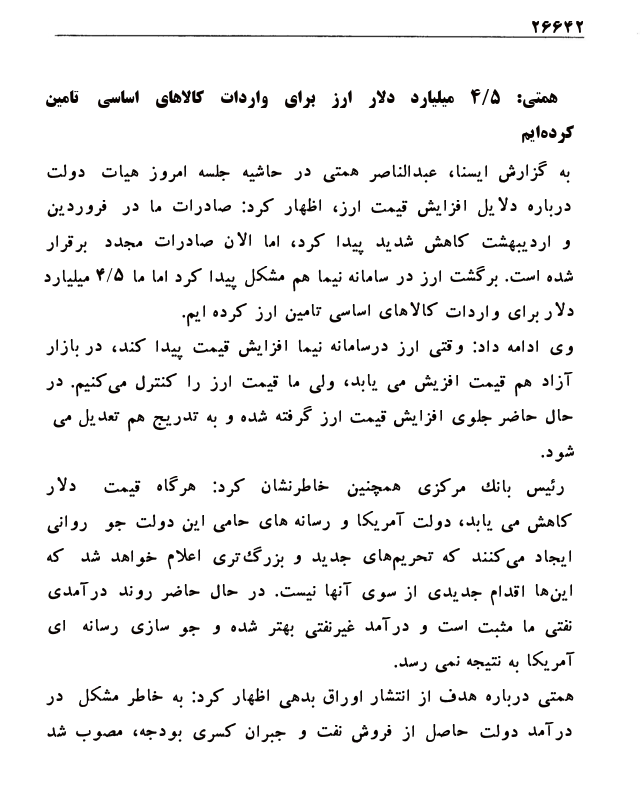 ۲۶۶۴۲
همتی: ۴/۵ میلیارد دلار ارز برای واردات کالاهای اساسی تامین
کرده‌ایم
به گزارش ایسنا، عبدالناصر همتی در حاشیه جلسه امروز هیات دولت
درباره دلایل افزایش قیمت ارز، اظهار کرد: صادرات ما در فروردین
و اردیبهشت کاهش شدید پیدا کرد، اما الان صادرات مجدد برقرار
شده است. برگشت ارز در سامانه نیما هم مشکل پیدا کرد اما ما ۴/۵ میلیارد
دلار برای واردات کالاهای اساسی تامین ارز کرده ایم.
وی ادامه داد: وقتی ارز درسامانه نیما افزایش قیمت پیدا کند، در بازار
آزاد هم قیمت افزیش می یابد، ولی ما قیمت ارز را کنترل می‌کنیم. در
حال حاضر جلوی افزایش قیمت ارز گرفته شده و به تدریج هم تعدیل می
شود.
رئیس بانك مرکزی همچنین خاطرنشان کرد: هرگاه قیمت دلار
کاهش می یابد، دولت آمریکا و رسانه های حامی این دولت جو روانی
ایجاد می‌کنند که تحریم‌های جدید و بزرگ‌تری اعلام خواهد شد که
این‌ها اقدام جدیدی از سوی آنها نیست. در حال حاضر روند درآمدی
نفتی ما مثبت است و درآمد غیرنفتی بهتر شده و جو سازی رسانه ای
آمریکا به نتیجه نمی رسد.
همتی درباره هدف از انتشار اوراق بدهی اظهار کرد: به خاطر مشکل در
درآمد دولت حاصل از فروش نفت و جبران کسری بودجه، مصوب شد